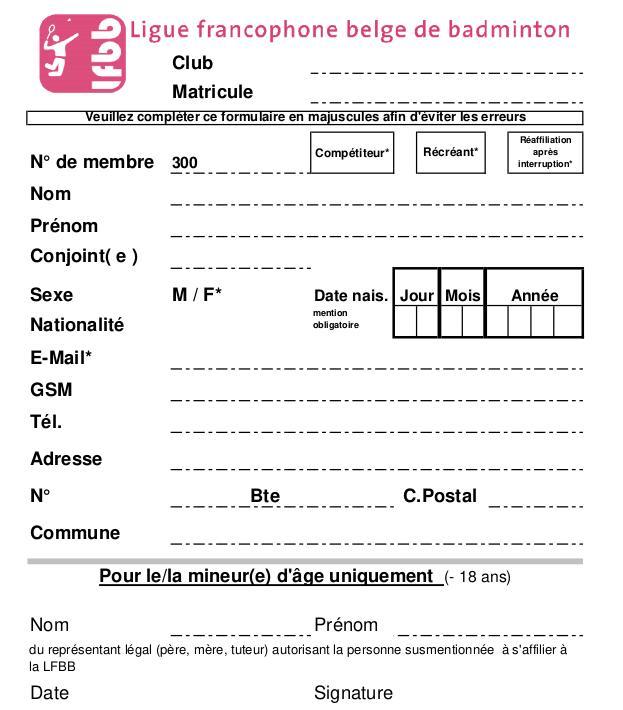 lfbb
Ligue francophone belge de badminton
Club
Matricule
Veuillez compléter ce formulaire en majuscules afin d'éviter les erreurs
N° de membre 300 Compétiteur* Récréant* Réaffiliation après interruption*
Nom
Prénom
Conjoint( e )
Sexe M / F* Date nais. Jour Mois Année
mention
obligatoire
Nationalité
E-Mail*
GSM
Tél.
Adresse
N° Bte C.Postal
Commune
Pour le/la mineur(e) d'âge uniquement (- 18 ans)
Nom Prénom
du représentant légal (père, mère, tuteur) autorisant la personne susmentionnée à s'affilier à
la LFBB
Date Signature